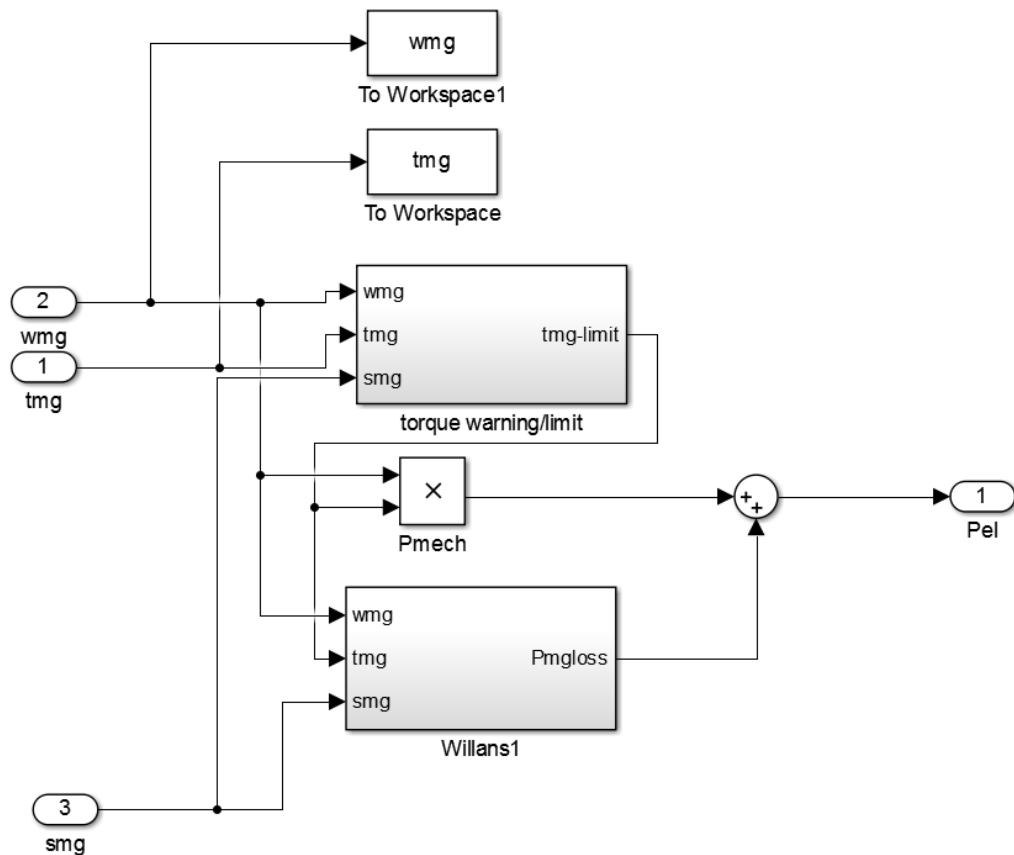 wmg
To Workspace1
tmg
To Workspace
2
wmg
1
tmg
wmg
tmg
smg
tmg-limit
torque warning/limit
×
Pmech
+
+
1
Pel
wmg
tmg
smg
Pmgloss
Willans1
3
smg